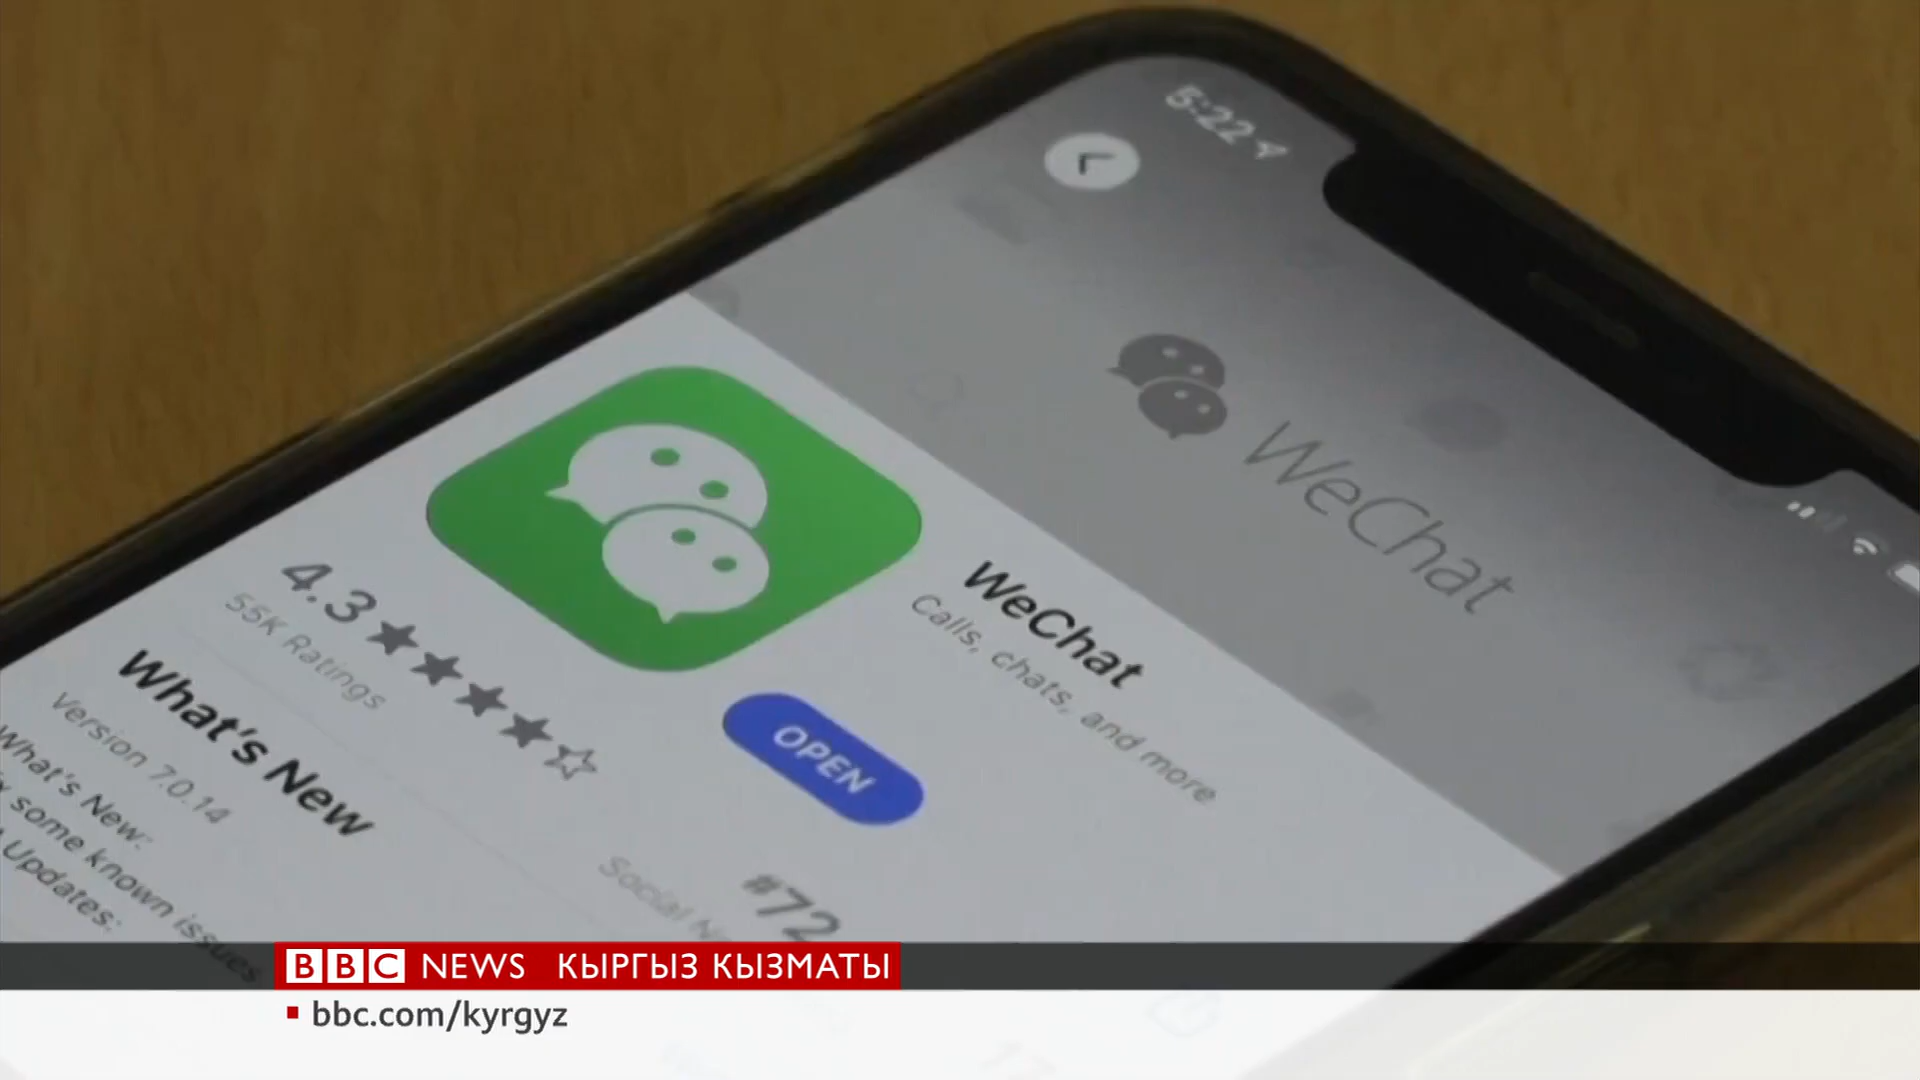 5:22
WeChat
WeChat
Calls, chats, and more
OPEN
4.3
55K Ratings
#72
Social
What's New
Version 7.0.14
What's New:
some known issues
Updates:
BBC NEWS КЫРГЫЗ КЫЗМАТЫ
bbc.com/kyrgyz